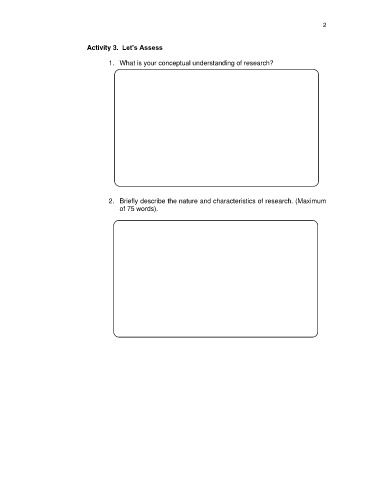 2
Activity 3. Let's Assess
1. What is your conceptual understanding of research?
2. Briefly describe the nature and characteristics of research. (Maximum
of 75 words).